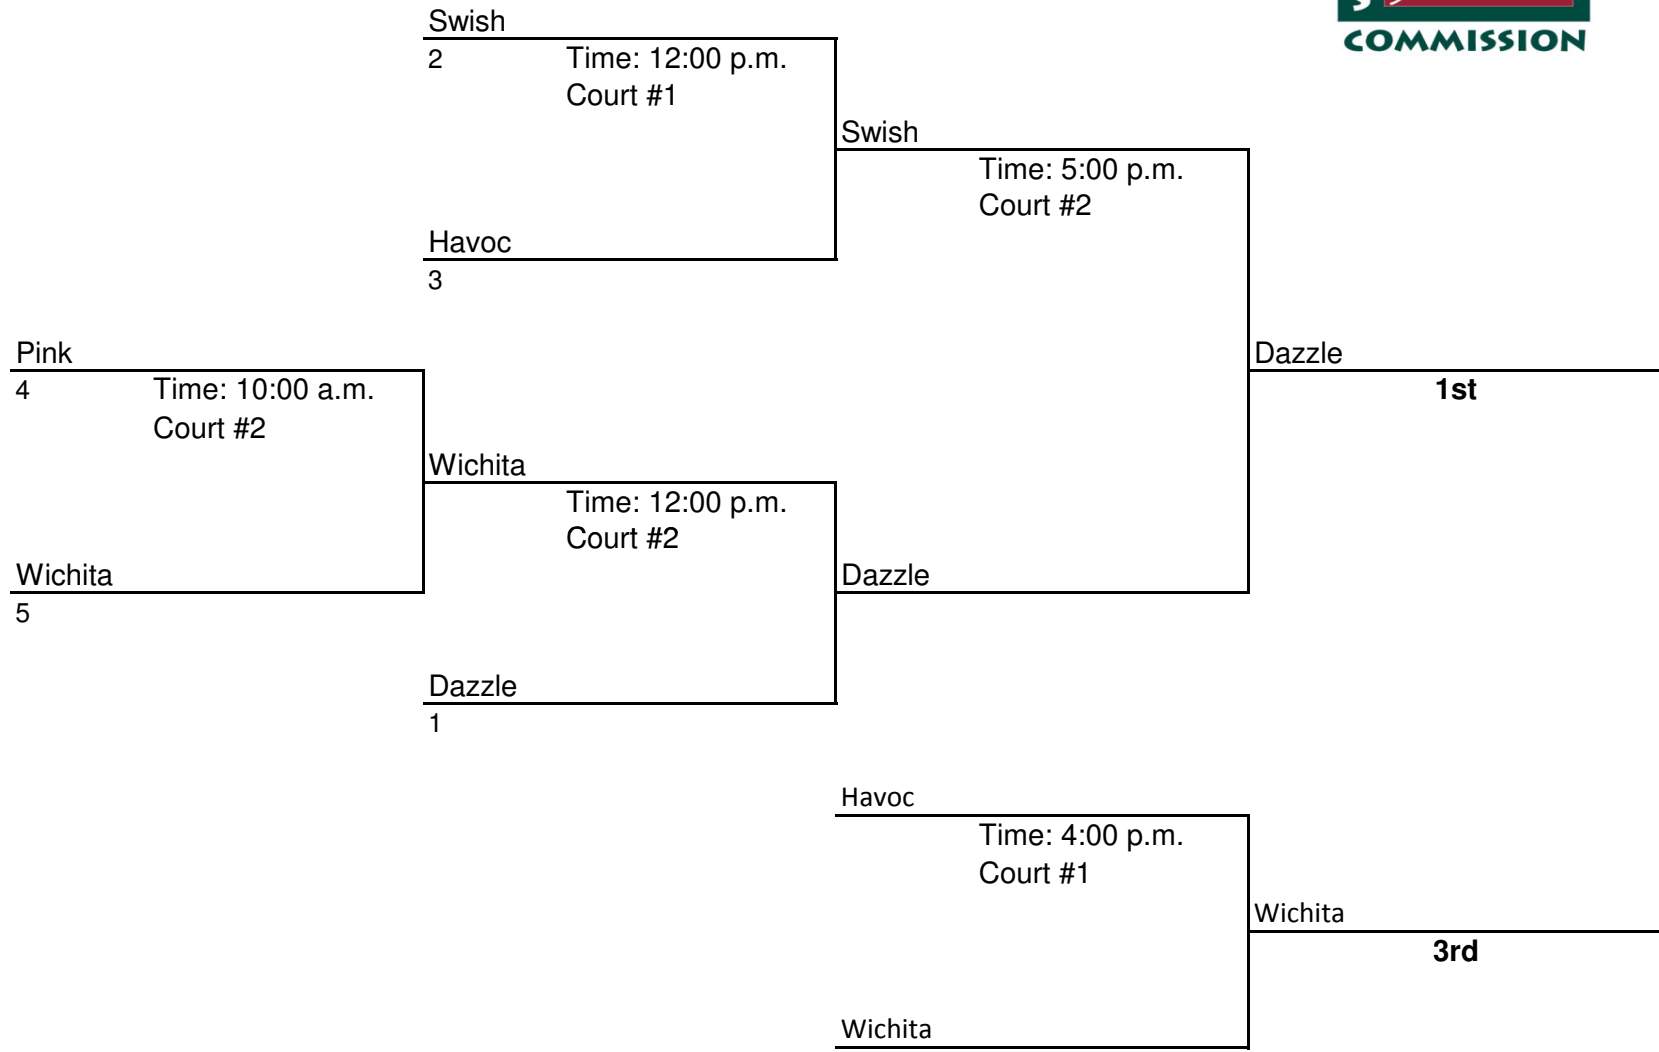 COMMISSION
Swish
2
Time: 12:00 p.m.
Court #1
Swish
Time: 5:00 p.m.
Court #2
Havoc
3
Pink
4
Time: 10:00 a.m.
Court #2
Dazzle
1st
Wichita
Time: 12:00 p.m.
Court #2
Wichita
5
Dazzle
Dazzle
1
Havoc
Time: 4:00 p.m.
Court #1
Wichita
3rd
Wichita